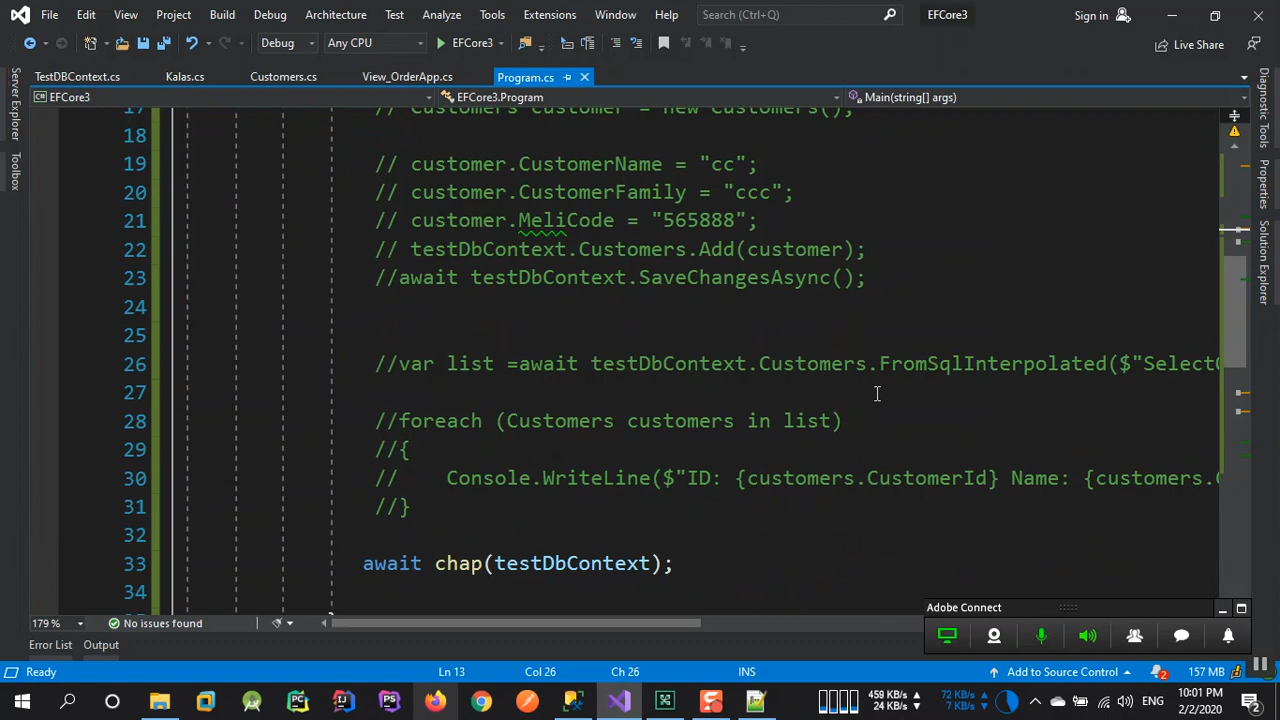 File Edit View Project Build Debug Architecture Test Analyze Tools Extensions Window Help Search (Ctrl+Q) EFCore3 Sign in
Debug Any CPU EFCore3 Live Share
TestDBContext.cs Kalas.cs Customers.cs View_OrderApp.cs Program.cs
EFCore3 EFCore3.Program Main(string[] args)
Server Explorer
Toolbox
Diagnostic Tools
Properties
Solution Explorer
17 // Customers customer = new Customers();
18
19 // customer.CustomerName = "cc";
20 // customer.CustomerFamily = "ccc";
21 // customer.MeliCode = "565888";
22 // testDbContext.Customers.Add(customer);
23 //await testDbContext.SaveChangesAsync();
24
25
26 //var list =await testDbContext.Customers.FromSqlInterpolated($"Select
27
28 //foreach (Customers customers in list)
29 //{
30 // Console.WriteLine($"ID: {customers.CustomerId} Name: {customers.
31 //}
32
33 await chap(testDbContext);
34
Adobe Connect
179 % No issues found
Error List Output
Ready Ln 13 Col 26 Ch 26 INS Add to Source Control 2 157 MB
459 KB/s 24 KB/s 72 KB/s 7 KB/s ENG 10:01 PM 2/2/2020 2